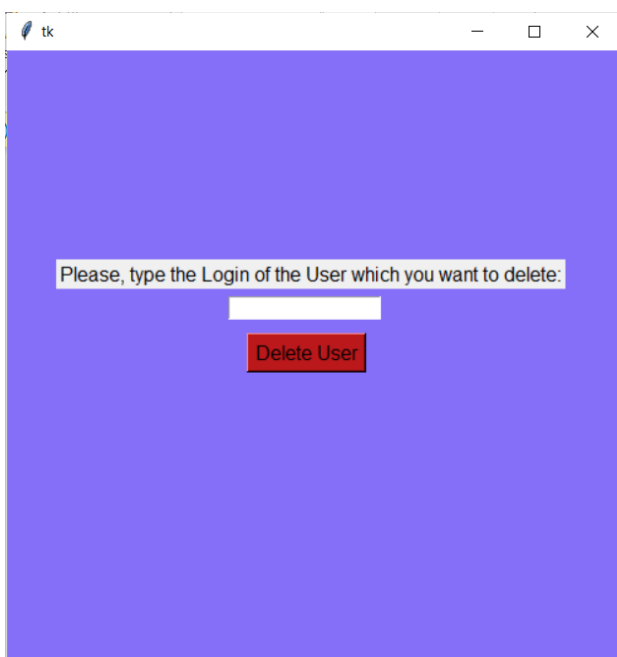 tk
Please, type the Login of the User which you want to delete:
Delete User